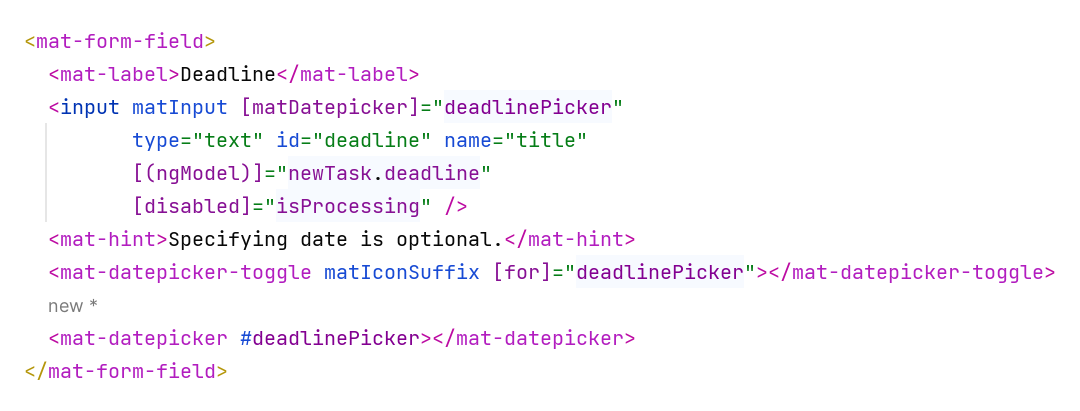 <mat-form-field>
  <mat-label>Deadline</mat-label>
  <input matInput [matDatepicker]="deadlinePicker"
         type="text" id="deadline" name="title"
         [(ngModel)]="newTask.deadline"
         [disabled]="isProcessing" />
  <mat-hint>Specifying date is optional.</mat-hint>
  <mat-datepicker-toggle matIconSuffix [for]="deadlinePicker"></mat-datepicker-toggle>
  new *
  <mat-datepicker #deadlinePicker></mat-datepicker>
</mat-form-field>